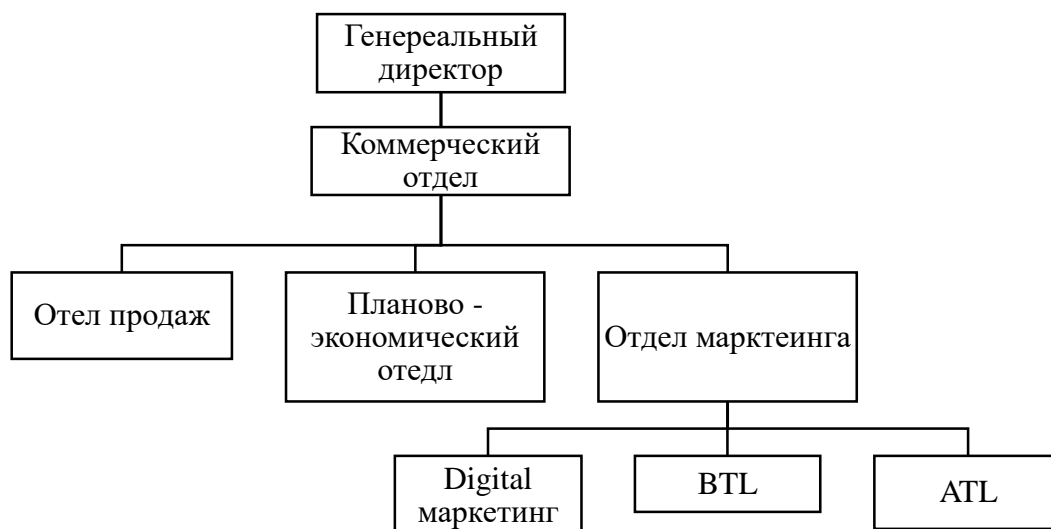 Генереальный
директор
Коммерческий
отдел
Отел продаж
Планово -
экономический
отедл
Отдел марктеинга
Digital
маркетинг
BTL
ATL